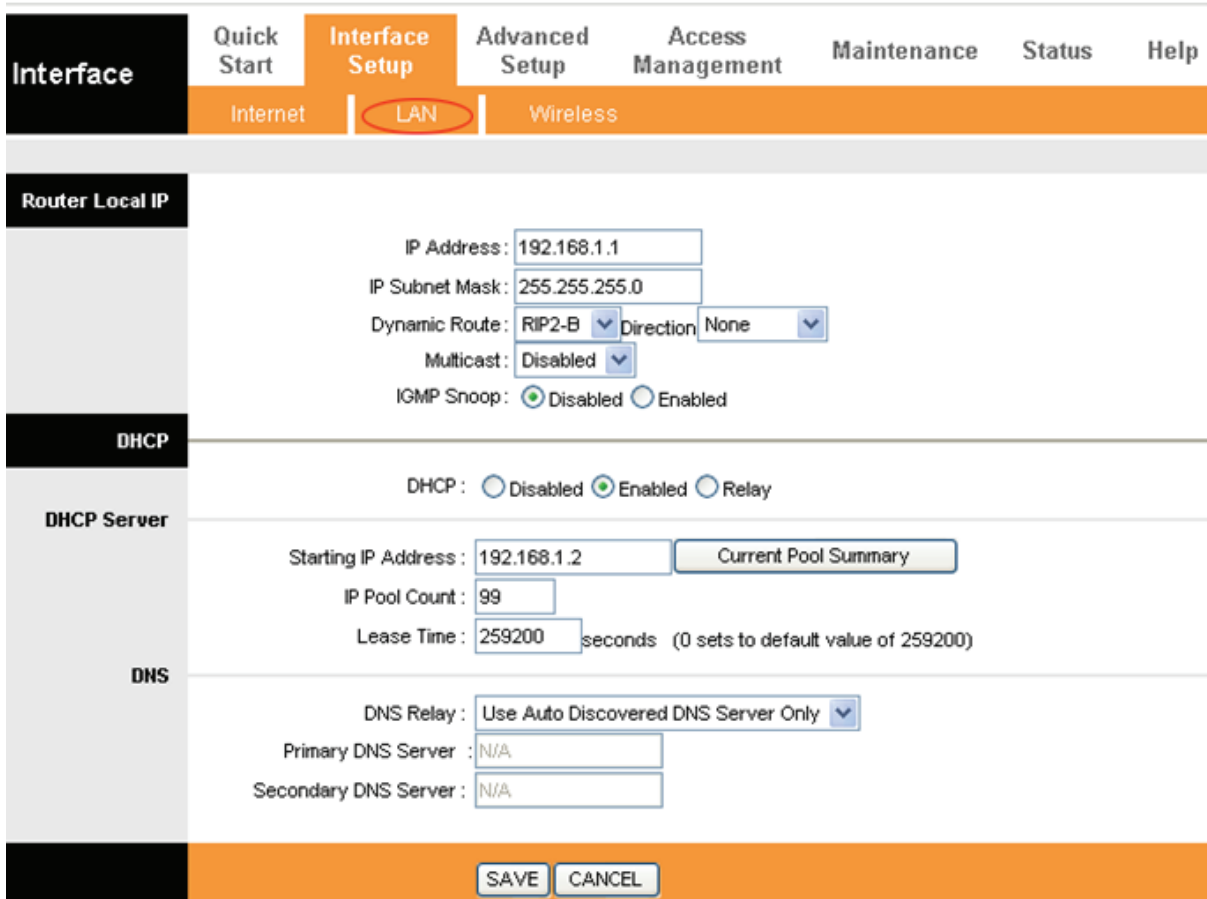 Interface
Quick Start
Interface Setup
Advanced Setup
Access Management
Maintenance
Status
Help
Internet
LAN
Wireless
Router Local IP
IP Address: 192.168.1.1
IP Subnet Mask: 255.255.255.0
Dynamic Route: RIP2-B Direction None
Multicast: Disabled
IGMP Snoop: Disabled Enabled
DHCP
DHCP: Disabled Enabled Relay
DHCP Server
Starting IP Address: 192.168.1.2 Current Pool Summary
IP Pool Count: 99
Lease Time: 259200 seconds (0 sets to default value of 259200)
DNS
DNS Relay: Use Auto Discovered DNS Server Only
Primary DNS Server : N/A
Secondary DNS Server: N/A
SAVE CANCEL